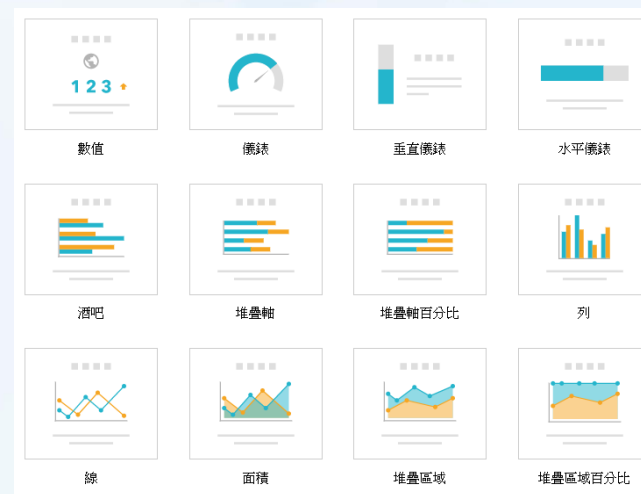 123
數值
儀錶
垂直儀錶
水平儀錶
酒吧
堆疊軸
堆疊軸百分比
列
線
面積
堆疊區域
堆疊區域百分比